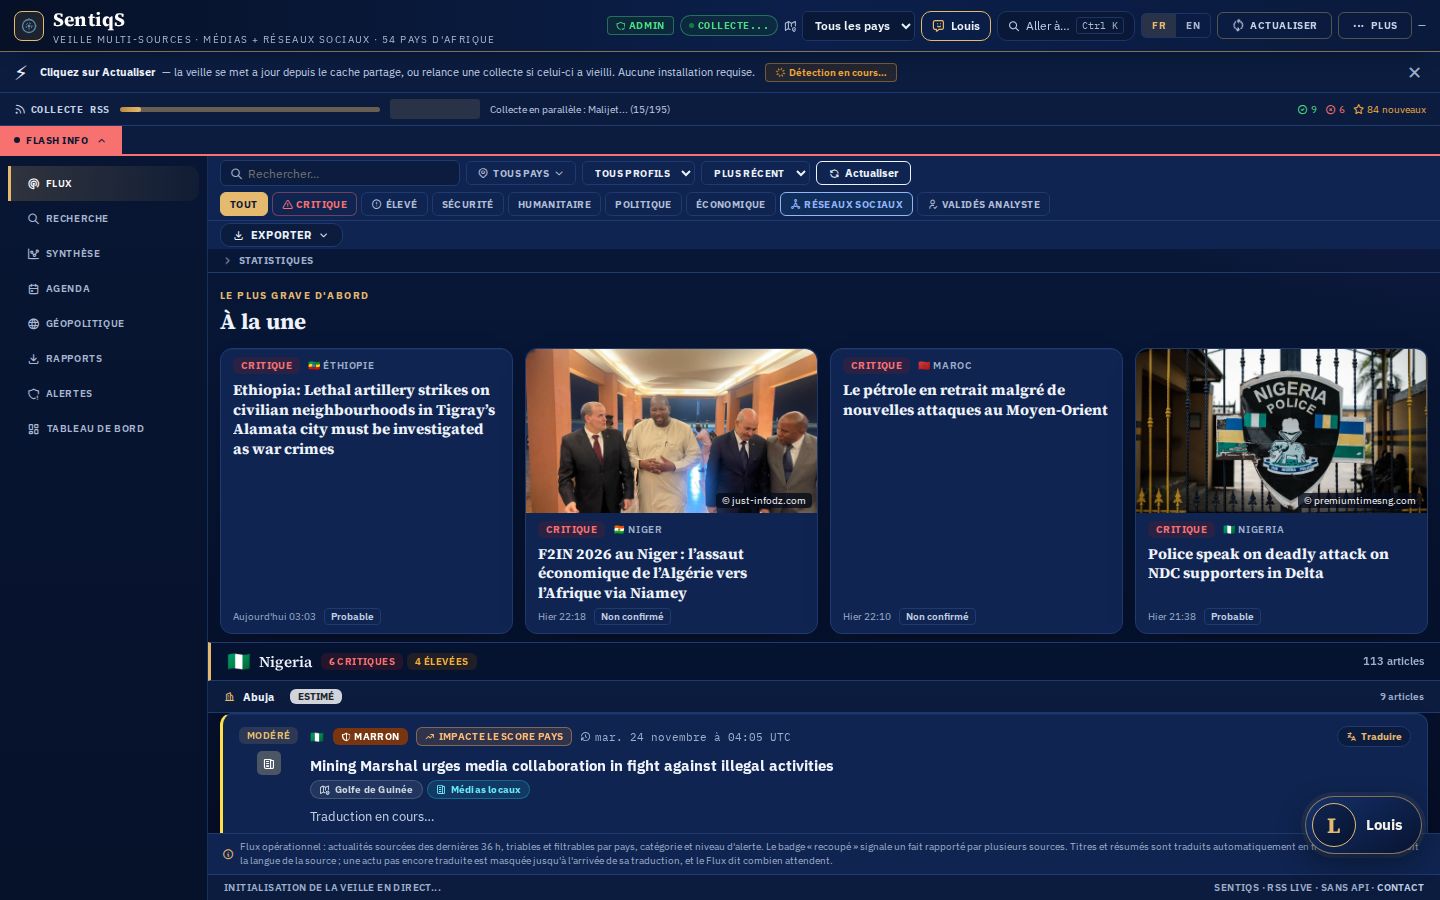 SentiqS
VEILLE MULTI-SOURCES · MÉDIAS + RÉSEAUX SOCIAUX · 54 PAYS D'AFRIQUE
ADMIN
COLLECTE...
Tous les pays
Louis
Aller à...
Ctrl K
FR
EN
ACTUALISER
··· PLUS
Cliquez sur Actualiser — la veille se met a jour depuis le cache partage, ou relance une collecte si celui-ci a vieilli. Aucune installation requise.
Détection en cours...
COLLECTE RSS
Collecte en parallèle : Malijet... (15/195)
9
6
84 nouveaux
FLASH INFO
FLUX
RECHERCHE
SYNTHÈSE
AGENDA
GÉOPOLITIQUE
RAPPORTS
ALERTES
TABLEAU DE BORD
Rechercher...
TOUS PAYS
TOUS PROFILS
PLUS RÉCENT
Actualiser
TOUT
CRITIQUE
ÉLEVÉ
SÉCURITÉ
HUMANITAIRE
POLITIQUE
ÉCONOMIQUE
RÉSEAUX SOCIAUX
VALIDÉS ANALYSTE
EXPORTER
STATISTIQUES
LE PLUS GRAVE D'ABORD
À la une
CRITIQUE
ÉTHIOPIE
Ethiopia: Lethal artillery strikes on
civilian neighbourhoods in Tigray's
Alamata city must be investigated
as war crimes
Aujourd'hui 03:03
Probable
© just-infodz.com
CRITIQUE
NIGER
F2IN 2026 au Niger : l'assaut
économique de l'Algérie vers
l'Afrique via Niamey
Hier 22:18
Non confirmé
CRITIQUE
MAROC
Le pétrole en retrait malgré de
nouvelles attaques au Moyen-Orient
Hier 22:10
Non confirmé
NIGERIA
POLICE
© premiumtimesng.com
CRITIQUE
NIGERIA
Police speak on deadly attack on
NDC supporters in Delta
Hier 21:38
Probable
Nigeria
6 CRITIQUES
4 ÉLEVÉES
113 articles
Abuja
ESTIMÉ
9 articles
MODÉRÉ
MARRON
IMPACTE LE SCORE PAYS
mar. 24 novembre à 04:05 UTC
Traduire
Mining Marshal urges media collaboration in fight against illegal activities
Golfe de Guinée
Médias locaux
Traduction en cours...
L
Louis
Flux opérationnel : actualités sourcées des dernières 36 h, triables et filtrables par pays, catégorie et niveau d'alerte. Le badge « recoupé » signale un fait rapporté par plusieurs sources. Titres et résumés sont traduits automatiquement en
la langue de la source ; une actu pas encore traduite est masquée jusqu'à l'arrivée de sa traduction, et le Flux dit combien attendent.
INITIALISATION DE LA VEILLE EN DIRECT...
SENTIQS · RSS LIVE · SANS API · CONTACT